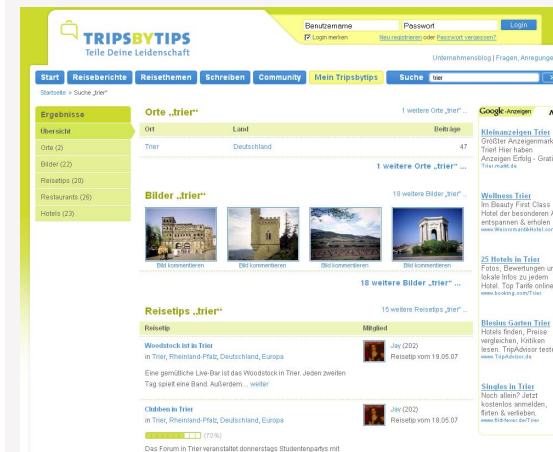 TRIPSBYTIPS
Teile Deine Leidenschaft
Benutzername
Passwort
Login
Login merken
Neu registrieren oder Passwort vergessen?
Unternehmensblog | Fragen, Anregunge
Start
Reiseberichte
Reisethemen
Schreiben
Community
Mein Tripsbytips
Suche
trier
Startseite > Suche „trier"
Ergebnisse
Übersicht
Orte (2)
Bilder (22)
Reisetips (20)
Restaurants (26)
Hotels (23)
Orte „trier"
1 weitere Orte „trier" ...
Ort
Land
Beiträge
Trier
Deutschland
47
1 weitere Orte „trier" ...
Bilder „trier"
18 weitere Bilder „trier" ...
Bild kommentieren
Bild kommentieren
Bild kommentieren
Bild kommentieren
18 weitere Bilder „trier" ...
Reisetips „trier"
15 weitere Reisetips „trier" ...
Reisetip
Mitglied
Woodstock ist in Trier
in Trier, Rheinland-Pfalz, Deutschland, Europa
Jay (202)
Reisetip vom 19.05.07
Eine gemütliche Live-Bar ist das Woodstock in Trier. Jeden zweiten
Tag spielt eine Band. Außerdem... weiter
Clubben in Trier
in Trier, Rheinland-Pfalz, Deutschland, Europa
Jay (202)
Reisetip vom 18.05.07
(70%)
Das Forum in Trier veranstaltet donnerstags Studentenpartys mit
Google-Anzeigen
Kleinanzeigen Trier
Größter Anzeigenmark
Trier! Hier haben
Anzeigen Erfolg - Grati
Trier.markt.de
Wellness Trier
Im Beauty First Class
Hotel der besonderen A
entspannen & erholen
www.WeissromantikHotel.com
25 Hotels in Trier
Fotos, Bewertungen un
lokale Infos zu jedem
Hotel. Top Tarife online
www.booking.com/Trier
Blesius Garten Trier
Hotels finden, Preise
vergleichen, Kritiken
lesen. TripAdvisor teste
www.TripAdvisor.de
Singles in Trier
Noch allein? Jetzt
kostenlos anmelden,
flirten & verlieben.